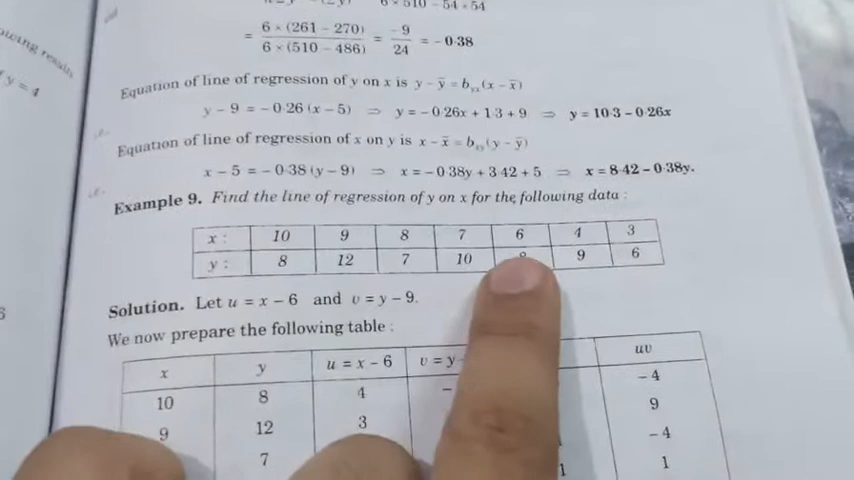 6 × 510 – 54 × 54
= 6 × (261 – 270) / 6 × (510 – 486) = – 9 / 24 = – 0·38
Equation of line of regression of y on x is y – ȳ = b_yx (x – x̄)
y – 9 = – 0·26 (x – 5) ⇒ y = – 0·26x + 1·3 + 9 ⇒ y = 10·3 – 0·26x
Equation of line of regression of x on y is x – x̄ = b_xy (y – ȳ)
x – 5 = – 0·38 (y – 9) ⇒ x = – 0·38y + 3·42 + 5 ⇒ x = 8·42 – 0·38y.
Example 9. Find the line of regression of y on x for the following data :
x : 10 9 8 7 6 4 3
y : 8 12 7 10 9 6
Solution. Let u = x – 6 and v = y – 9.
We now prepare the following table :
x y u = x – 6 v = y – uv
10 8 4 – – 4
9 12 3 9
7 – 4
1 1
y = 4